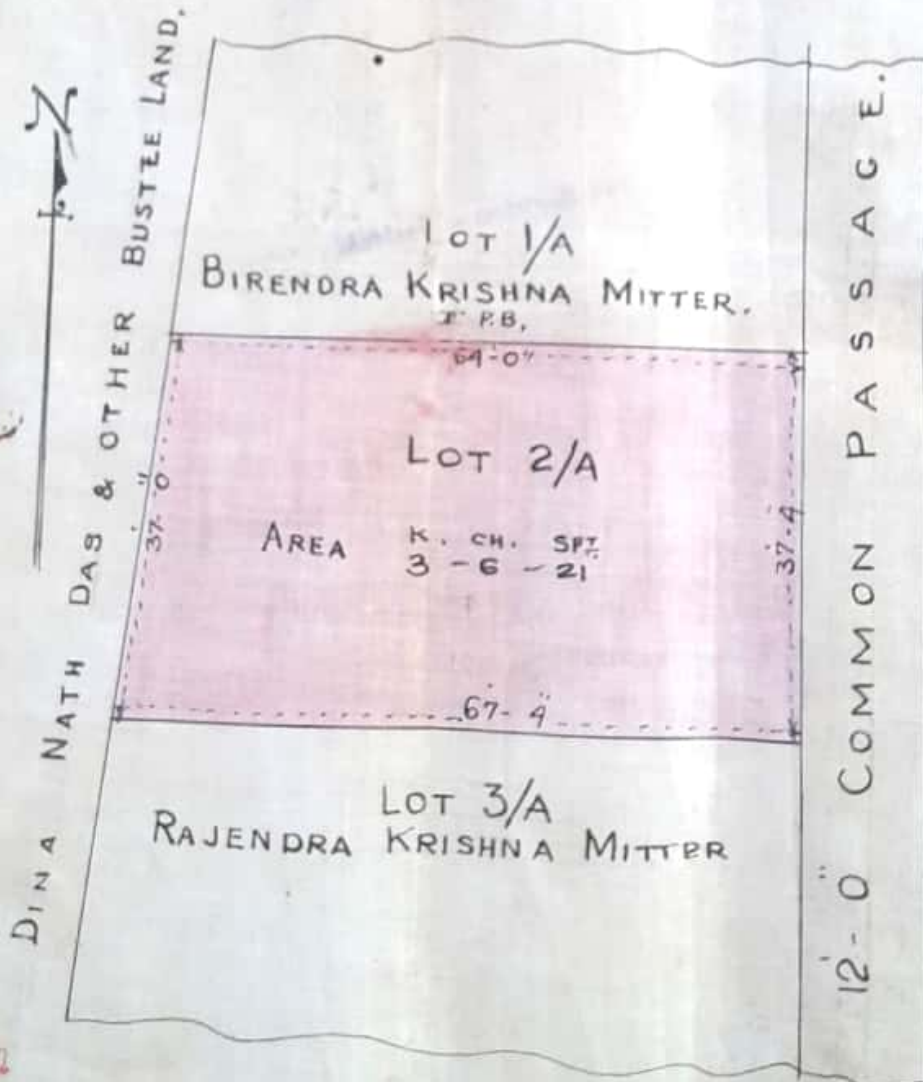 LOT 1/A
BIRENDRA KRISHNA MITTER.
P.B,
64'-0"
LOT 2/A
AREA K. CH. SFT.
3 - 6 - 21
37'-0"
37'-4
67'-4"
LOT 3/A
RAJENDRA KRISHNA MITTER
DINA NATH DAS & OTHER BUSTEE LAND,
12'-0" COMMON PASSAGE.